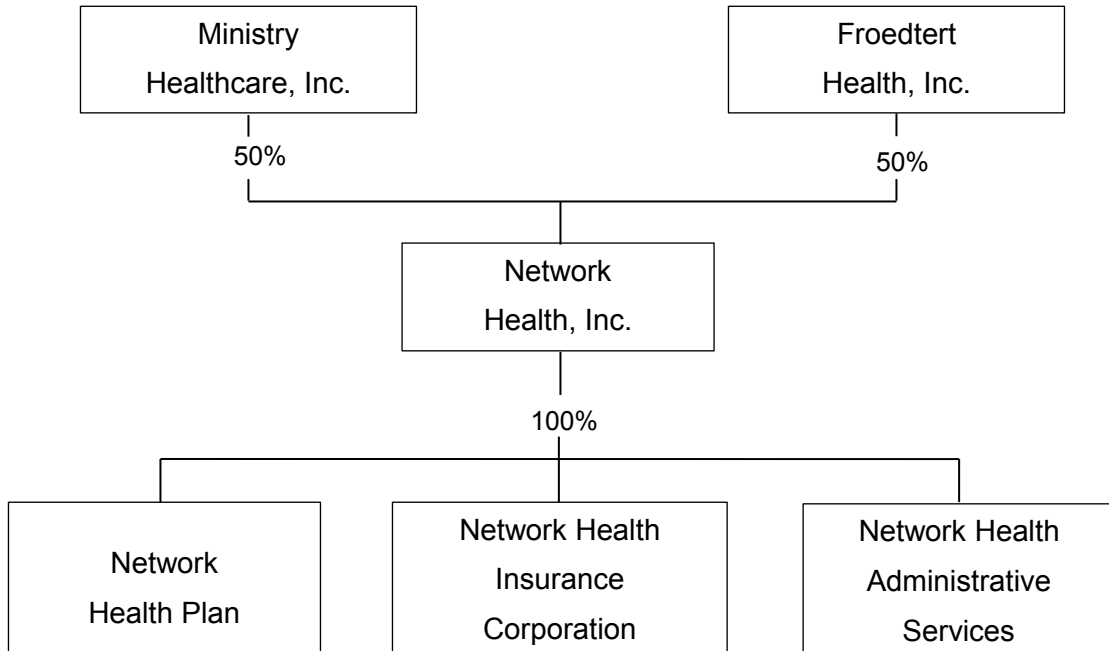 Ministry
Healthcare, Inc.
Froedtert
Health, Inc.
50%
50%
Network
Health, Inc.
100%
Network
Health Plan
Network Health
Insurance
Corporation
Network Health
Administrative
Services